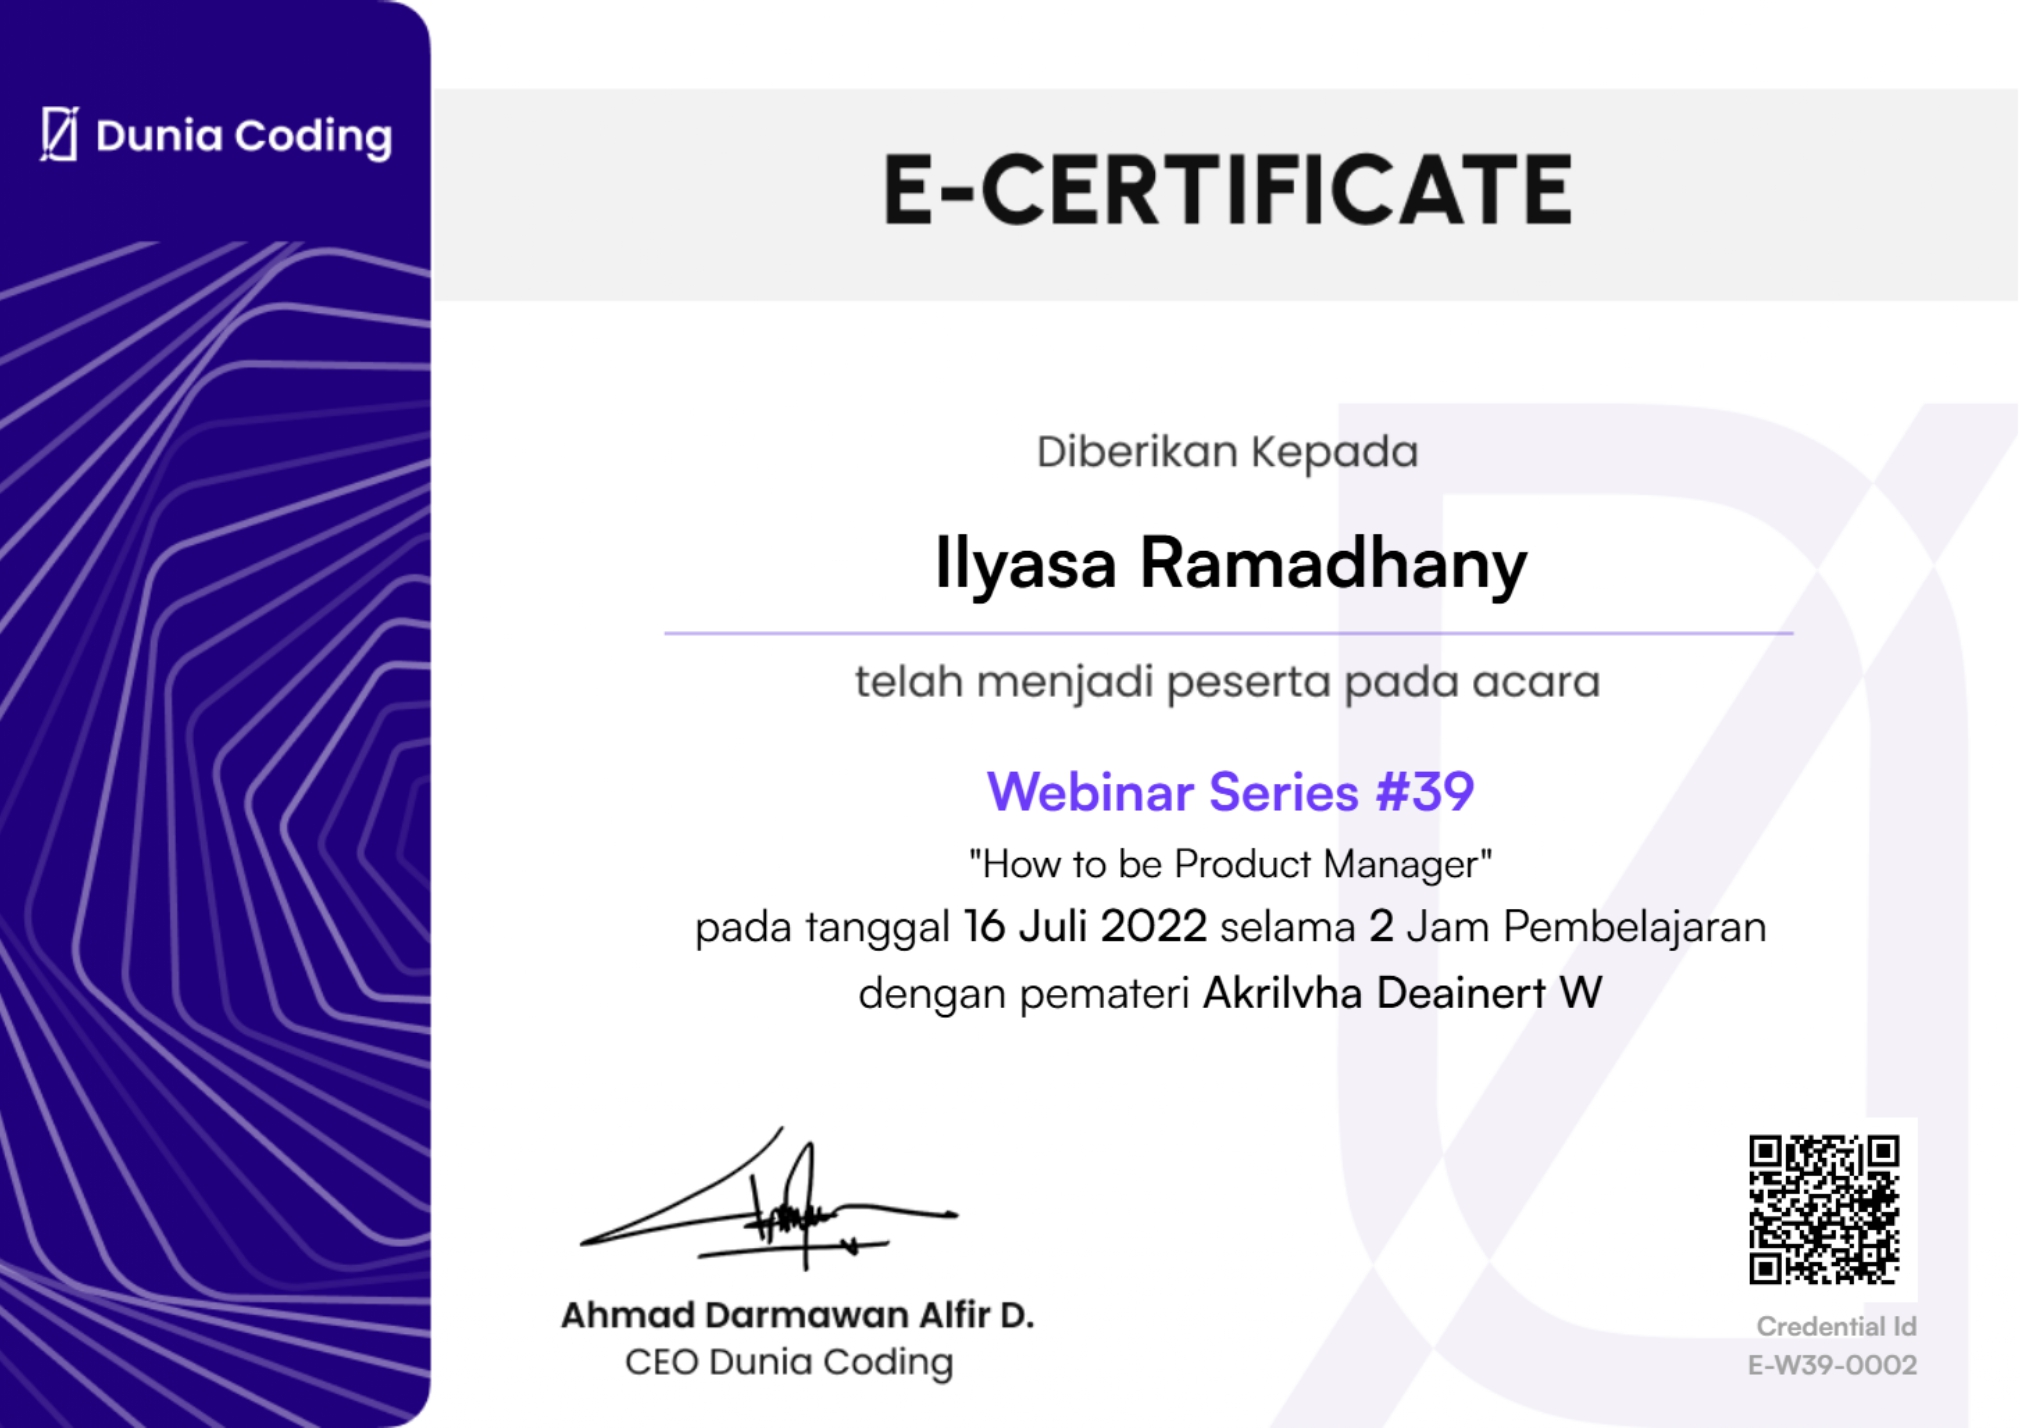 Dunia Coding
E-CERTIFICATE
Diberikan Kepada
Ilyasa Ramadhany
telah menjadi peserta pada acara
Webinar Series #39
"How to be Product Manager"
pada tanggal 16 Juli 2022 selama 2 Jam Pembelajaran
dengan pemateri Akrilvha Deainert W
Ahmad Darmawan Alfir D.
CEO Dunia Coding
Credential Id
E-W39-0002